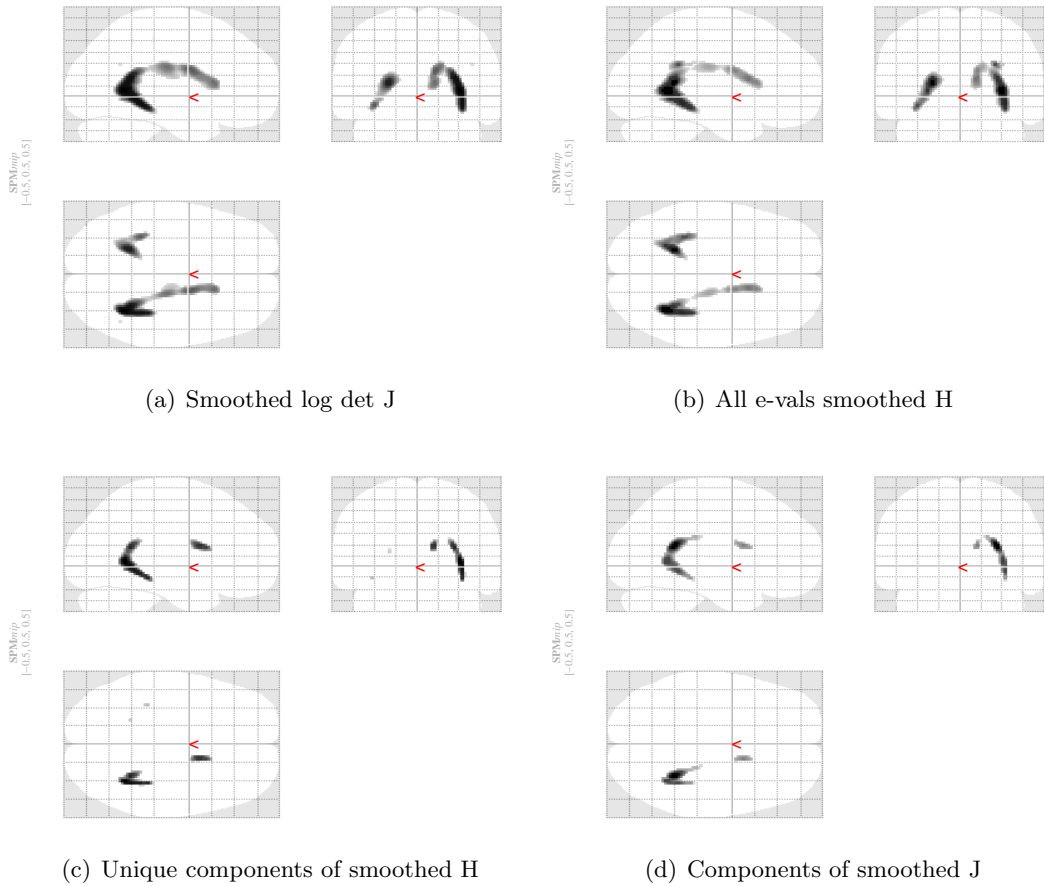 SPMmip
[−0.5, 0.5, 0.5]
<
<
<
SPMmip
[−0.5, 0.5, 0.5]
<
<
<
(a) Smoothed log det J
(b) All e-vals smoothed H
SPMmip
[−0.5, 0.5, 0.5]
<
<
<
SPMmip
[−0.5, 0.5, 0.5]
<
<
<
(c) Unique components of smoothed H
(d) Components of smoothed J